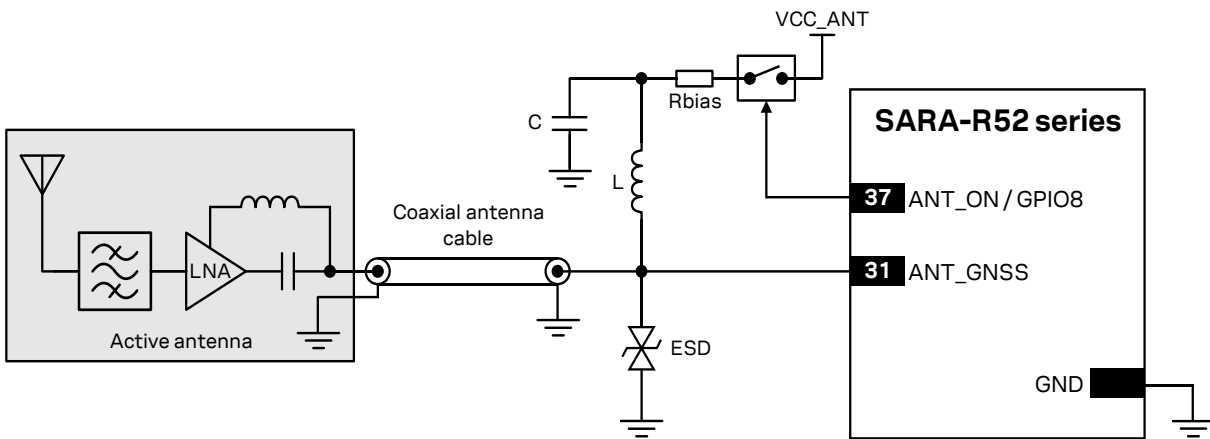 VCC_ANT
Rbias
SARA-R52 series
C
L
37 ANT_ON / GPIO8
Coaxial antenna
cable
LNA
31 ANT_GNSS
Active antenna
ESD
GND